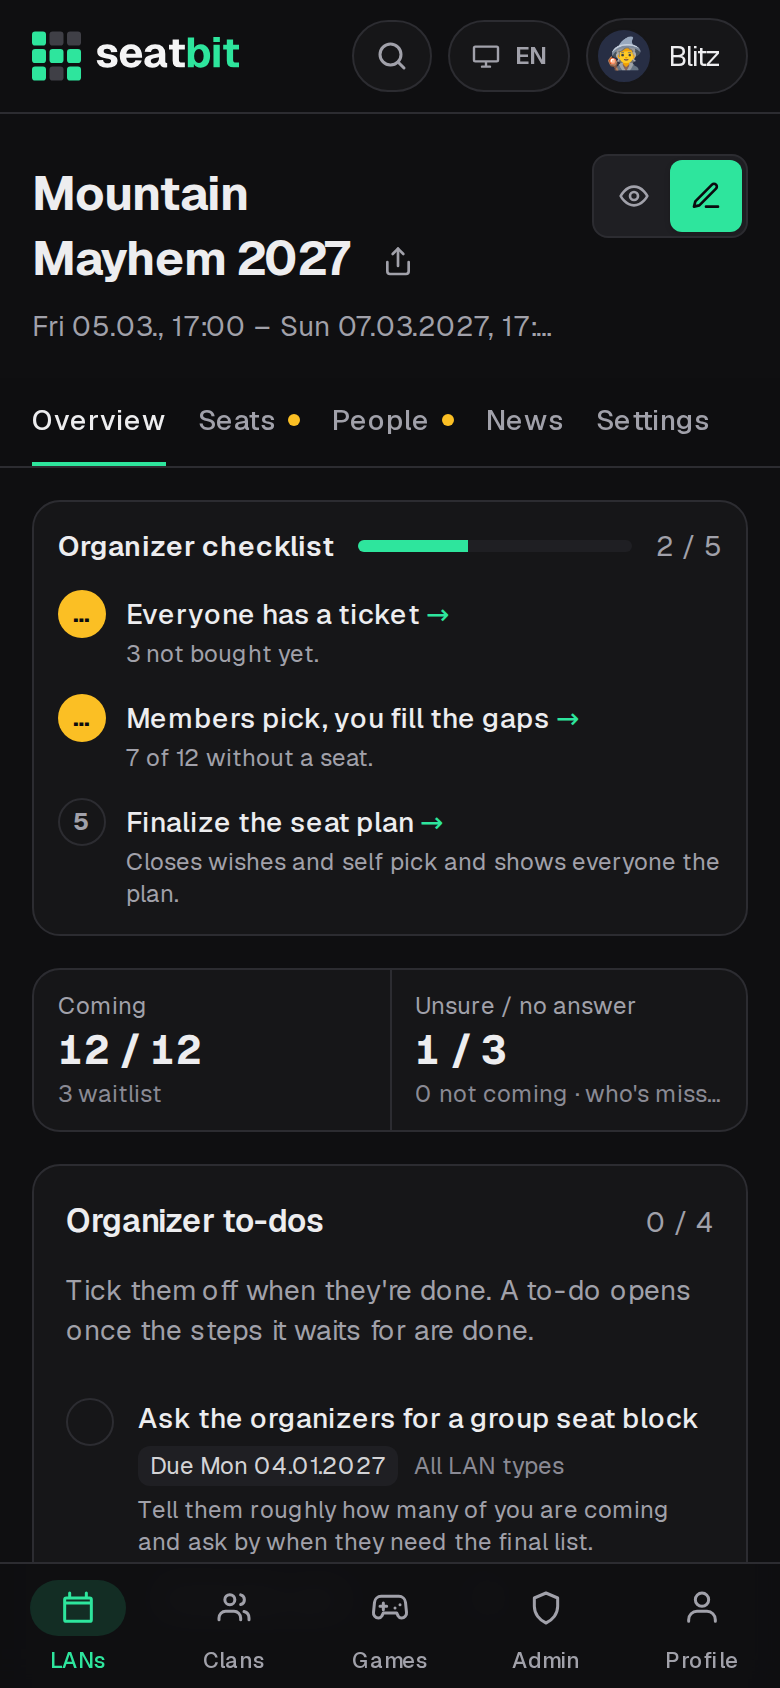 seatbit
EN
Blitz
Mountain
Mayhem 2027
Fri 05.03., 17:00 – Sun 07.03.2027, 17:...
Overview
Seats
People
News
Settings
Organizer checklist
2 / 5
... Everyone has a ticket →
3 not bought yet.
... Members pick, you fill the gaps →
7 of 12 without a seat.
5 Finalize the seat plan →
Closes wishes and self pick and shows everyone the
plan.
Coming
12 / 12
3 waitlist
Unsure / no answer
1 / 3
0 not coming · who's miss...
Organizer to-dos
0 / 4
Tick them off when they're done. A to-do opens
once the steps it waits for are done.
Ask the organizers for a group seat block
Due Mon 04.01.2027 All LAN types
Tell them roughly how many of you are coming
and ask by when they need the final list.
LANs
Clans
Games
Admin
Profile